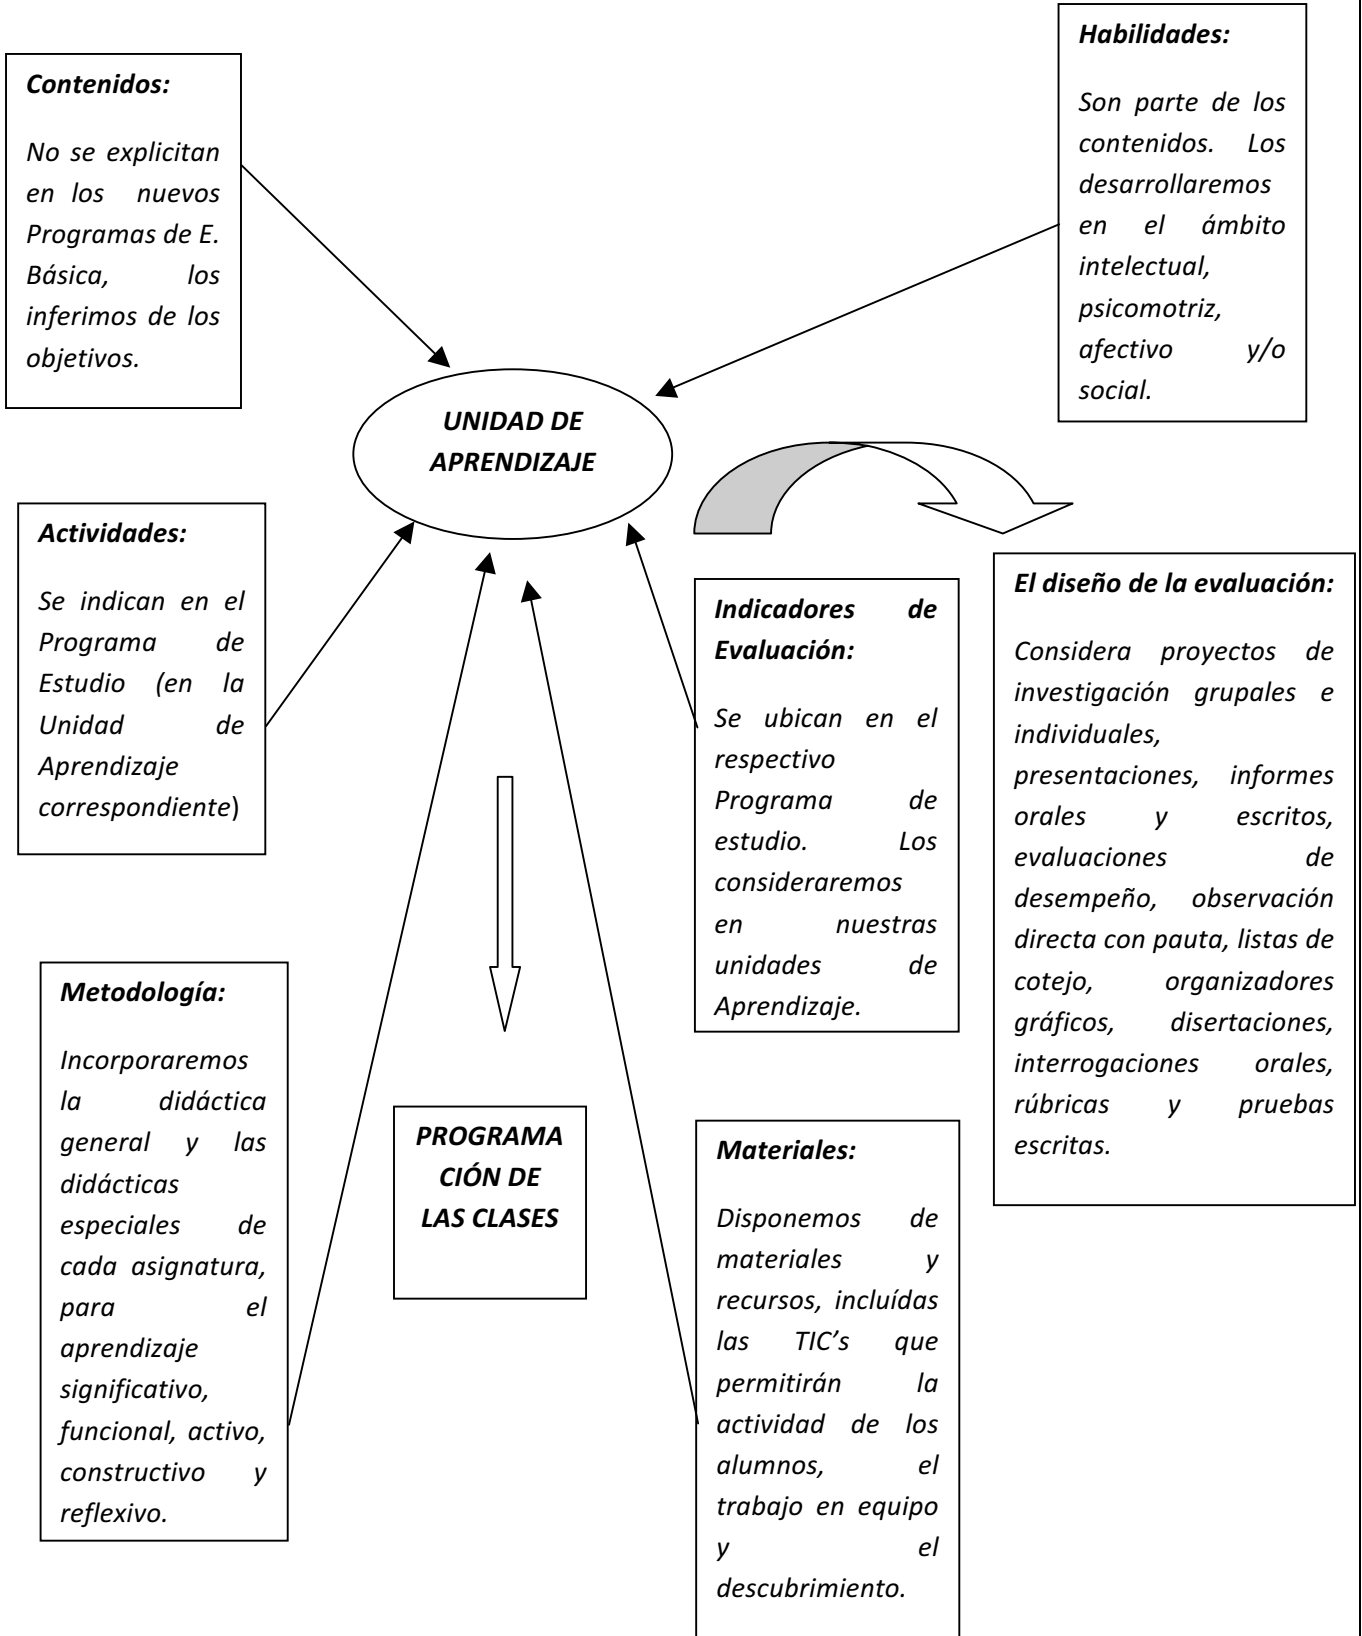 Contenidos:
No se explicitan
en los nuevos
Programas de E.
Básica, los
inferimos de los
objetivos.
Habilidades:
Son parte de los
contenidos. Los
desarrollaremos
en el ámbito
intelectual,
psicomotriz,
afectivo y/o
social.
UNIDAD DE
APRENDIZAJE
Actividades:
Se indican en el
Programa de
Estudio (en la
Unidad de
Aprendizaje
correspondiente)
Indicadores de
Evaluación:
Se ubican en el
respectivo
Programa de
estudio. Los
consideraremos
en nuestras
unidades de
Aprendizaje.
El diseño de la evaluación:
Considera proyectos de
investigación grupales e
individuales,
presentaciones, informes
orales y escritos,
evaluaciones de
desempeño, observación
directa con pauta, listas de
cotejo, organizadores
gráficos, disertaciones,
interrogaciones orales,
rúbricas y pruebas
escritas.
Metodología:
Incorporaremos
la didáctica
general y las
didácticas
especiales de
cada asignatura,
para el
aprendizaje
significativo,
funcional, activo,
constructivo y
reflexivo.
PROGRAMA
CIÓN DE
LAS CLASES
Materiales:
Disponemos de
materiales y
recursos, incluídas
las TIC’s que
permitirán la
actividad de los
alumnos, el
trabajo en equipo
y el
descubrimiento.